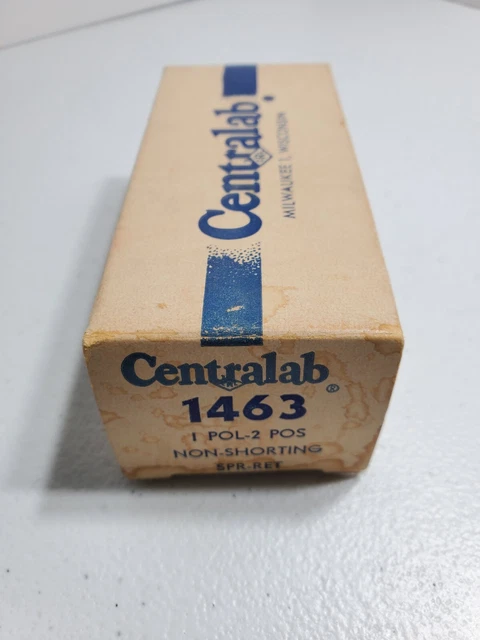 Centralab
MILWAUKEE 1, WISCONSIN
Centralab ®
1463
1 POL-2 POS
NON-SHORTING
SPR-RET